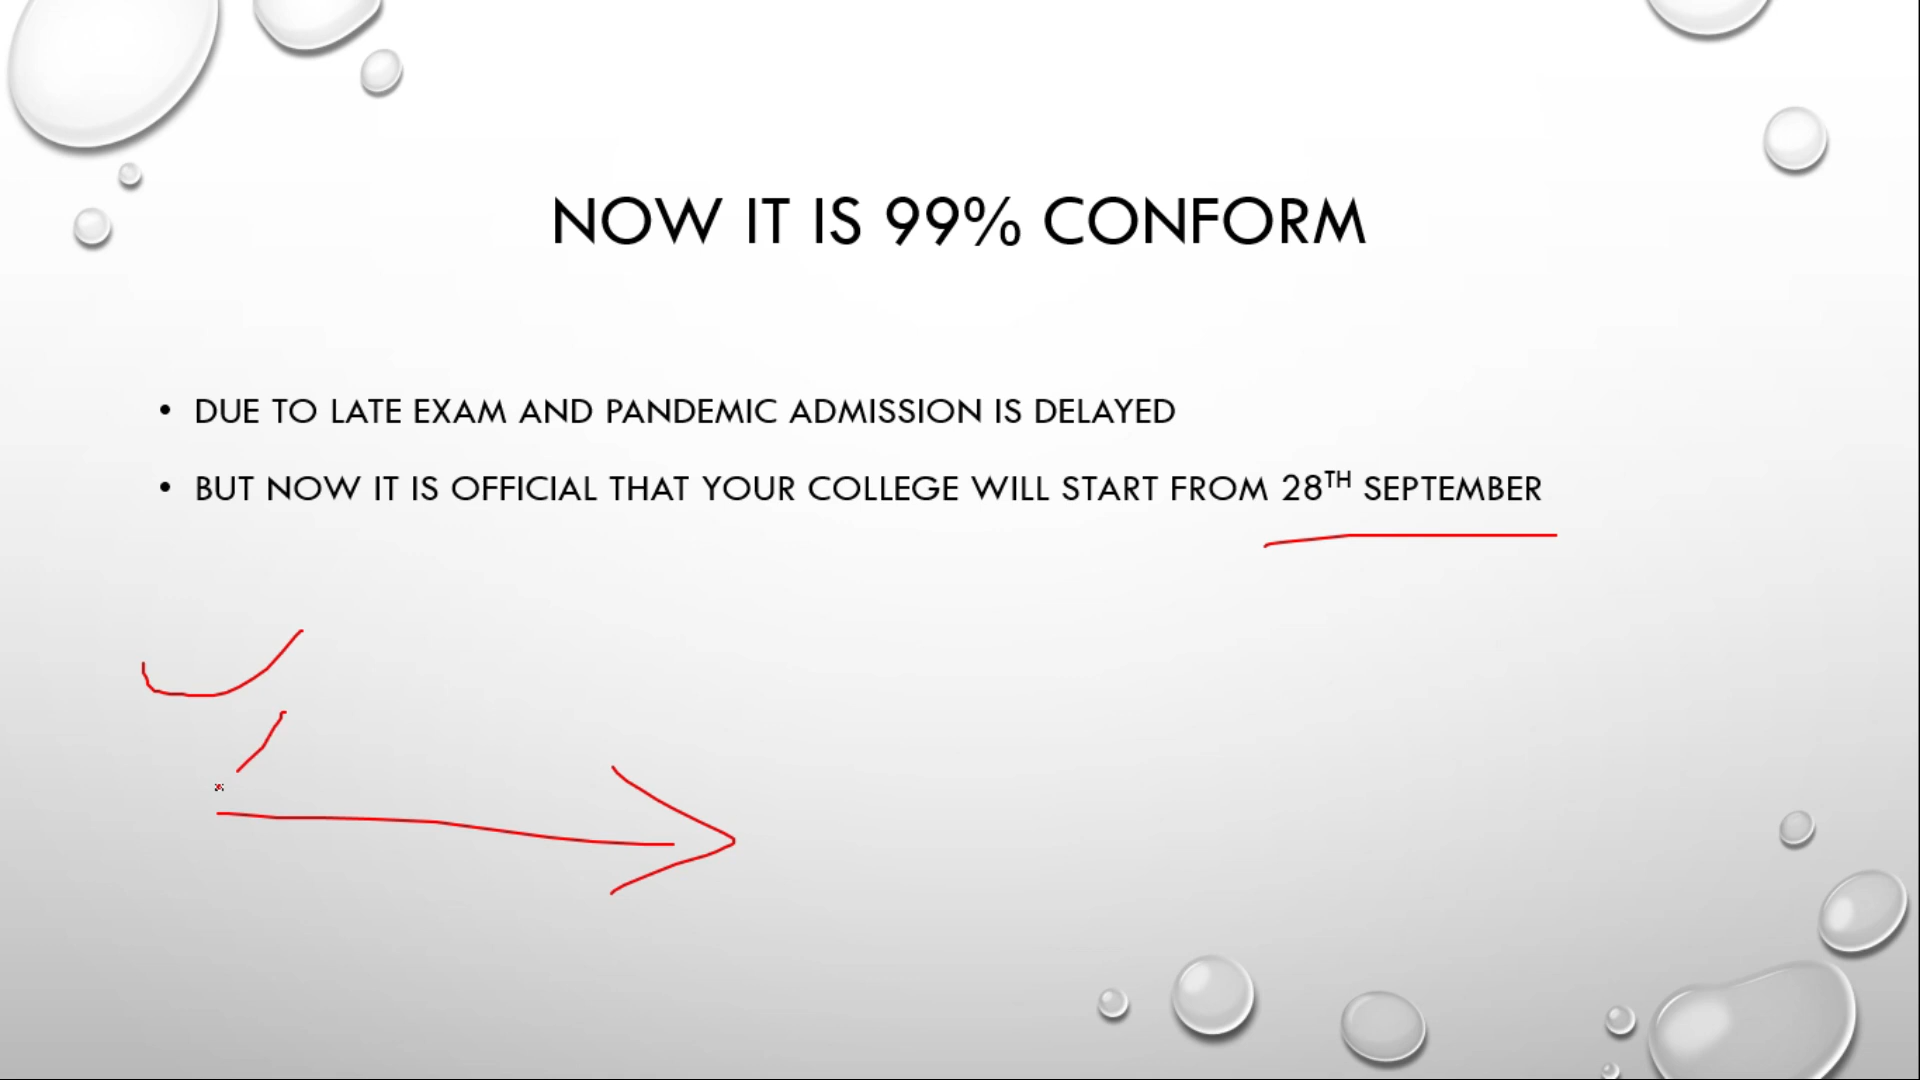 NOW IT IS 99% CONFORM
• DUE TO LATE EXAM AND PANDEMIC ADMISSION IS DELAYED
• BUT NOW IT IS OFFICIAL THAT YOUR COLLEGE WILL START FROM 28TH SEPTEMBER